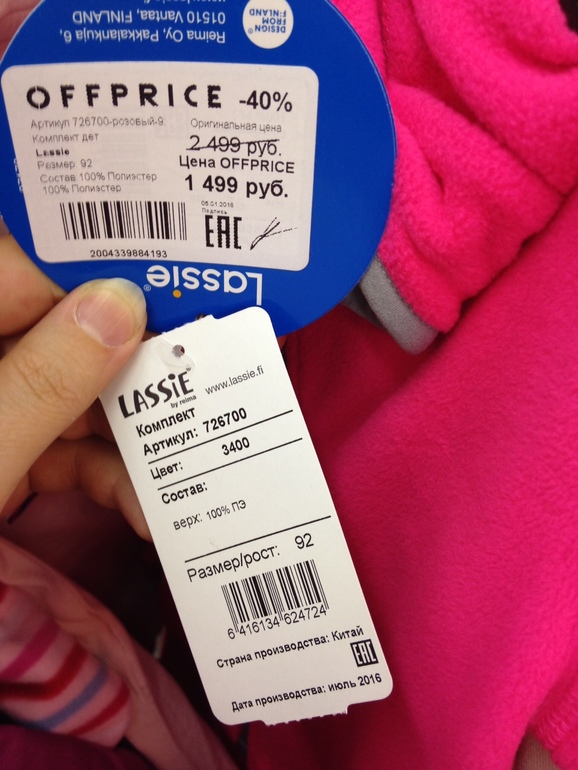 Reima Oy, Pakkalankuja 6,
01510 Vantaa, FINLAND
DESIGN
FROM
FINLAND
OFFPRICE -40%
Артикул 726700-розовый-9
Комплект дет
Lassie
Размер: 92
Состав:100% Полиэстер
100% Полиэстер
Оригинальная цена
2 499 руб.
Цена OFFPRICE
1 499 руб.
Подпись
EAC
2004339884193
Lassie®
LASSiE
by reima
www.lassie.fi
Комплект
Артикул: 726700
Цвет: 3400
Состав:
верх: 100% ПЭ
Размер/рост: 92
6 416134 624724
Страна производства: Китай
EAC
Дата производства: июль 2016